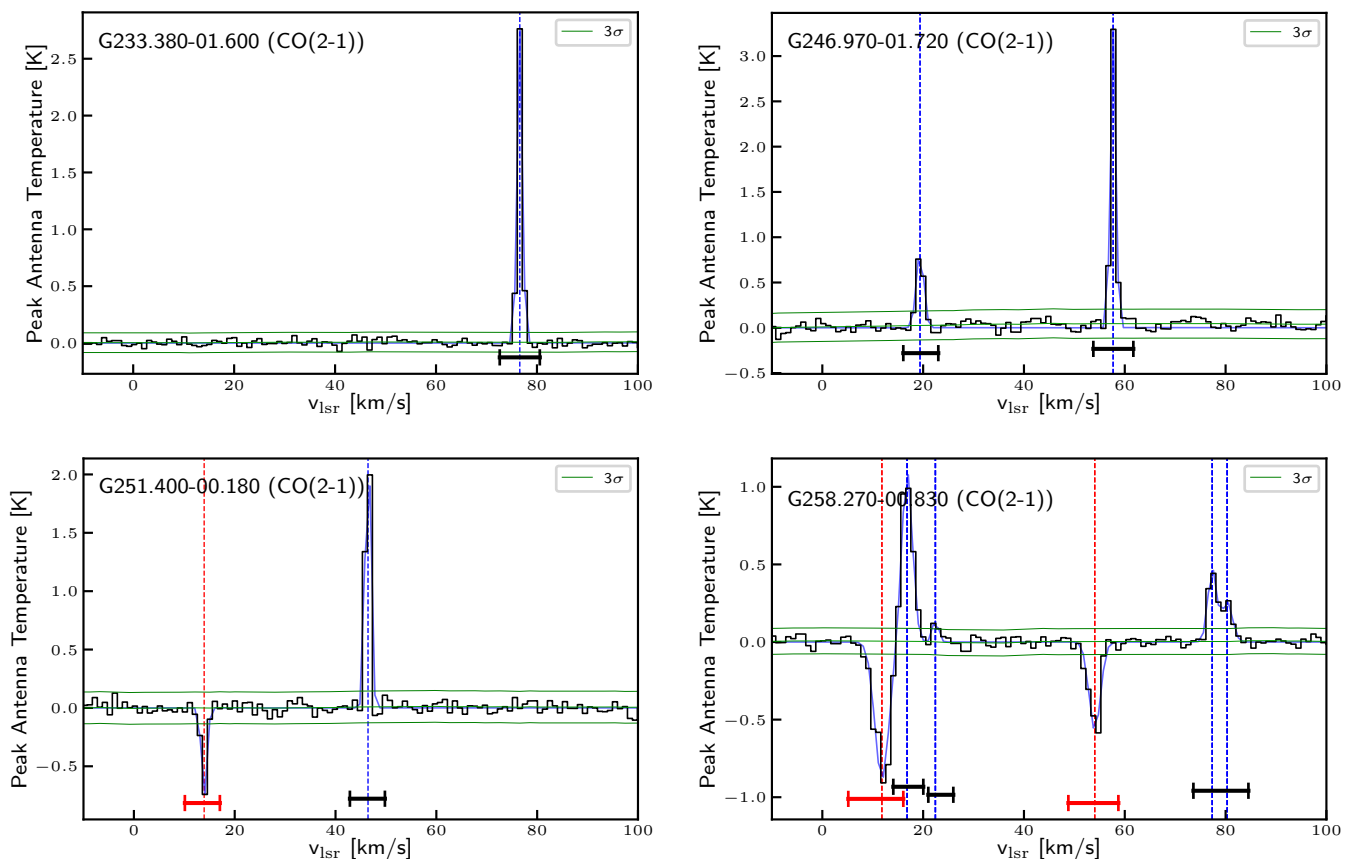 G233.380-01.600 (CO(2-1))
3σ
Peak Antenna Temperature [K]
2.5
2.0
1.5
1.0
0.5
0.0
0 20 40 60 80 100
v_lsr [km/s]
G246.970-01.720 (CO(2-1))
3σ
Peak Antenna Temperature [K]
3.0
2.5
2.0
1.5
1.0
0.5
0.0
−0.5
0 20 40 60 80 100
v_lsr [km/s]
G251.400-00.180 (CO(2-1))
3σ
Peak Antenna Temperature [K]
2.0
1.5
1.0
0.5
0.0
−0.5
0 20 40 60 80 100
v_lsr [km/s]
G258.270-00.830 (CO(2-1))
3σ
Peak Antenna Temperature [K]
1.0
0.5
0.0
−0.5
−1.0
0 20 40 60 80 100
v_lsr [km/s]